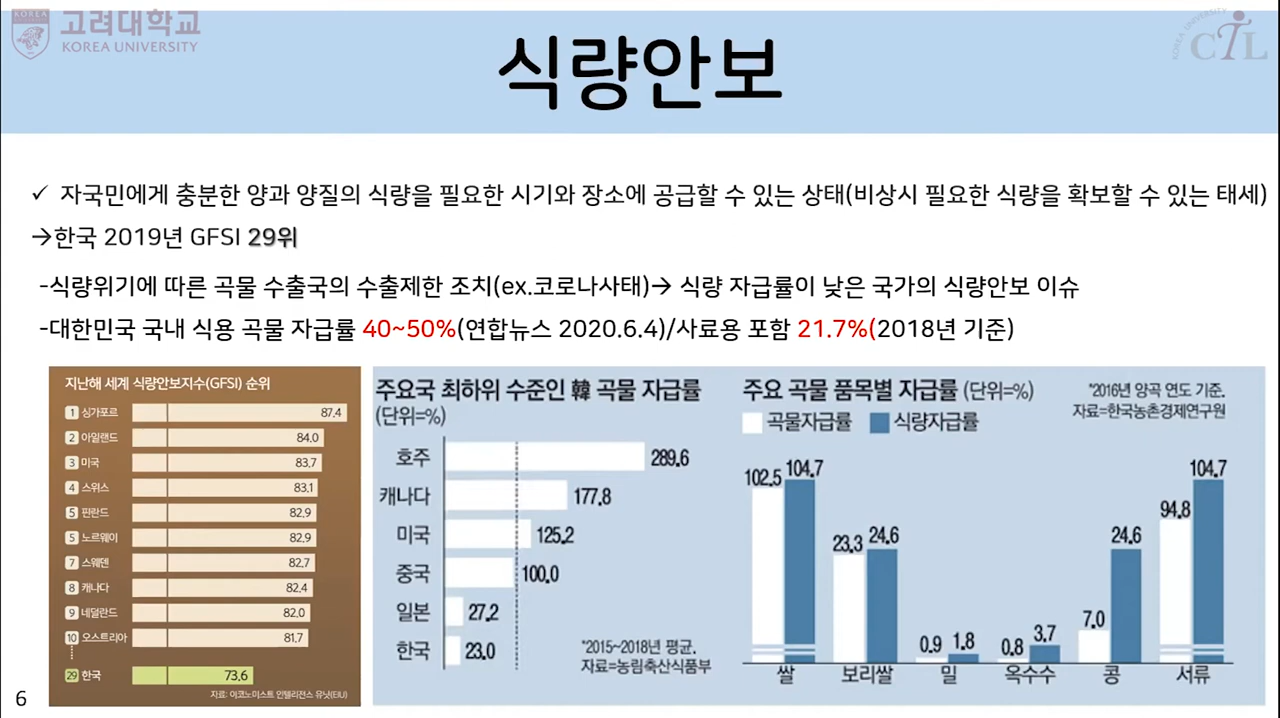 고려대학교
KOREA UNIVERSITY
KOREA UNIVERSITY
CTL
식량안보
✓ 자국민에게 충분한 양과 양질의 식량을 필요한 시기와 장소에 공급할 수 있는 상태(비상시 필요한 식량을 확보할 수 있는 태세)
→한국 2019년 GFSI 29위
-식량위기에 따른 곡물 수출국의 수출제한 조치(ex.코로나사태)→ 식량 자급률이 낮은 국가의 식량안보 이슈
-대한민국 국내 식용 곡물 자급률 40~50%(연합뉴스 2020.6.4)/사료용 포함 21.7%(2018년 기준)
지난해 세계 식량안보지수(GFSI) 순위
1 싱가포르 87.4
2 아일랜드 84.0
3 미국 83.7
4 스위스 83.1
5 핀란드 82.9
5 노르웨이 82.9
7 스웨덴 82.7
8 캐나다 82.4
9 네덜란드 82.0
10 오스트리아 81.7
29 한국 73.6
자료: 이코노미스트 인텔리전스 유닛(EIU)
주요국 최하위 수준인 韓 곡물 자급률
(단위=%)
호주 289.6
캐나다 177.8
미국 125.2
중국 100.0
일본 27.2
한국 23.0
*2015~2018년 평균.
자료=농림축산식품부
주요 곡물 품목별 자급률 (단위=%)
*2016년 양곡 연도 기준.
자료=한국농촌경제연구원
곡물자급률 식량자급률
102.5 104.7 23.3 24.6 0.9 1.8 0.8 3.7 7.0 24.6 94.8 104.7
쌀 보리쌀 밀 옥수수 콩 서류
6